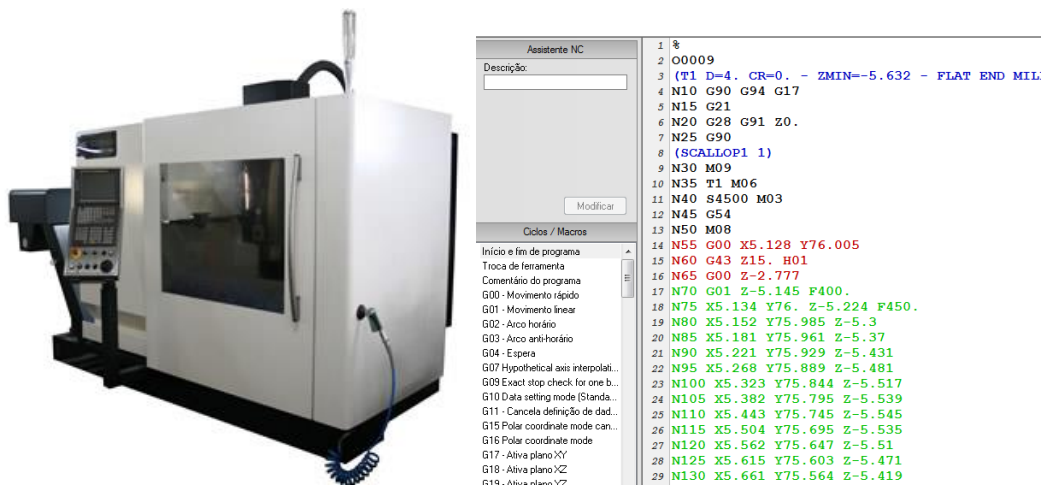 Assistente NC
Descrição:
Modificar
Ciclos / Macros
Início e fim de programa
Troca de ferramenta
Comentário do programa
G00 - Movimento rápido
G01 - Movimento linear
G02 - Arco horário
G03 - Arco anti-horário
G04 - Espera
G07 Hypothetical axis interpolati...
G09 Exact stop check for one b...
G10 Data setting mode (Standa...
G11 - Cancela definição de dad...
G15 Polar coordinate mode can...
G16 Polar coordinate mode
G17 - Ativa plano XY
G18 - Ativa plano XZ
G19 - Ativa plano YZ
1 %
2 O0009
3 (T1 D=4. CR=0. - ZMIN=-5.632 - FLAT END MIL
4 N10 G90 G94 G17
5 N15 G21
6 N20 G28 G91 Z0.
7 N25 G90
8 (SCALLOP1 1)
9 N30 M09
10 N35 T1 M06
11 N40 S4500 M03
12 N45 G54
13 N50 M08
14 N55 G00 X5.128 Y76.005
15 N60 G43 Z15. H01
16 N65 G00 Z-2.777
17 N70 G01 Z-5.145 F400.
18 N75 X5.134 Y76. Z-5.224 F450.
19 N80 X5.152 Y75.985 Z-5.3
20 N85 X5.181 Y75.961 Z-5.37
21 N90 X5.221 Y75.929 Z-5.431
22 N95 X5.268 Y75.889 Z-5.481
23 N100 X5.323 Y75.844 Z-5.517
24 N105 X5.382 Y75.795 Z-5.539
25 N110 X5.443 Y75.745 Z-5.545
26 N115 X5.504 Y75.695 Z-5.535
27 N120 X5.562 Y75.647 Z-5.51
28 N125 X5.615 Y75.603 Z-5.471
29 N130 X5.661 Y75.564 Z-5.419